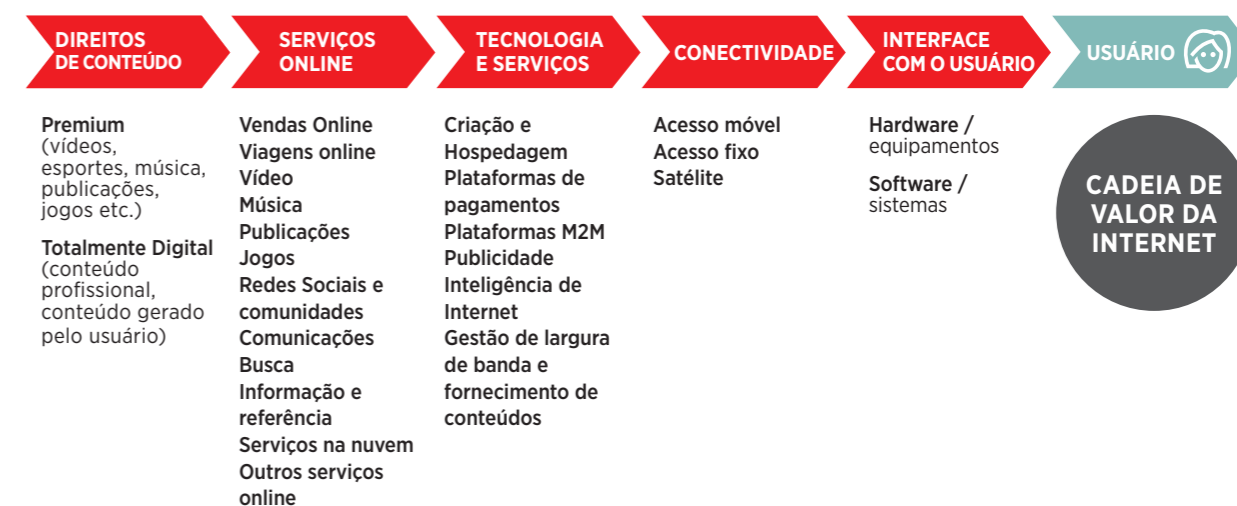 DIREITOS
DE CONTEÚDO
SERVIÇOS
ONLINE
TECNOLOGIA
E SERVIÇOS
CONECTIVIDADE
INTERFACE
COM O USUÁRIO
USUÁRIO
Premium
(vídeos,
esportes, música,
publicações,
jogos etc.)
Totalmente Digital
(conteúdo
profissional,
conteúdo gerado
pelo usuário)
Vendas Online
Viagens online
Vídeo
Música
Publicações
Jogos
Redes Sociais e
comunidades
Comunicações
Busca
Informação e
referência
Serviços na nuvem
Outros serviços
online
Criação e
Hospedagem
Plataformas de
pagamentos
Plataformas M2M
Publicidade
Inteligência de
Internet
Gestão de largura
de banda e
fornecimento de
conteúdos
Acesso móvel
Acesso fixo
Satélite
Hardware /
equipamentos
Software /
sistemas
CADEIA DE
VALOR DA
INTERNET